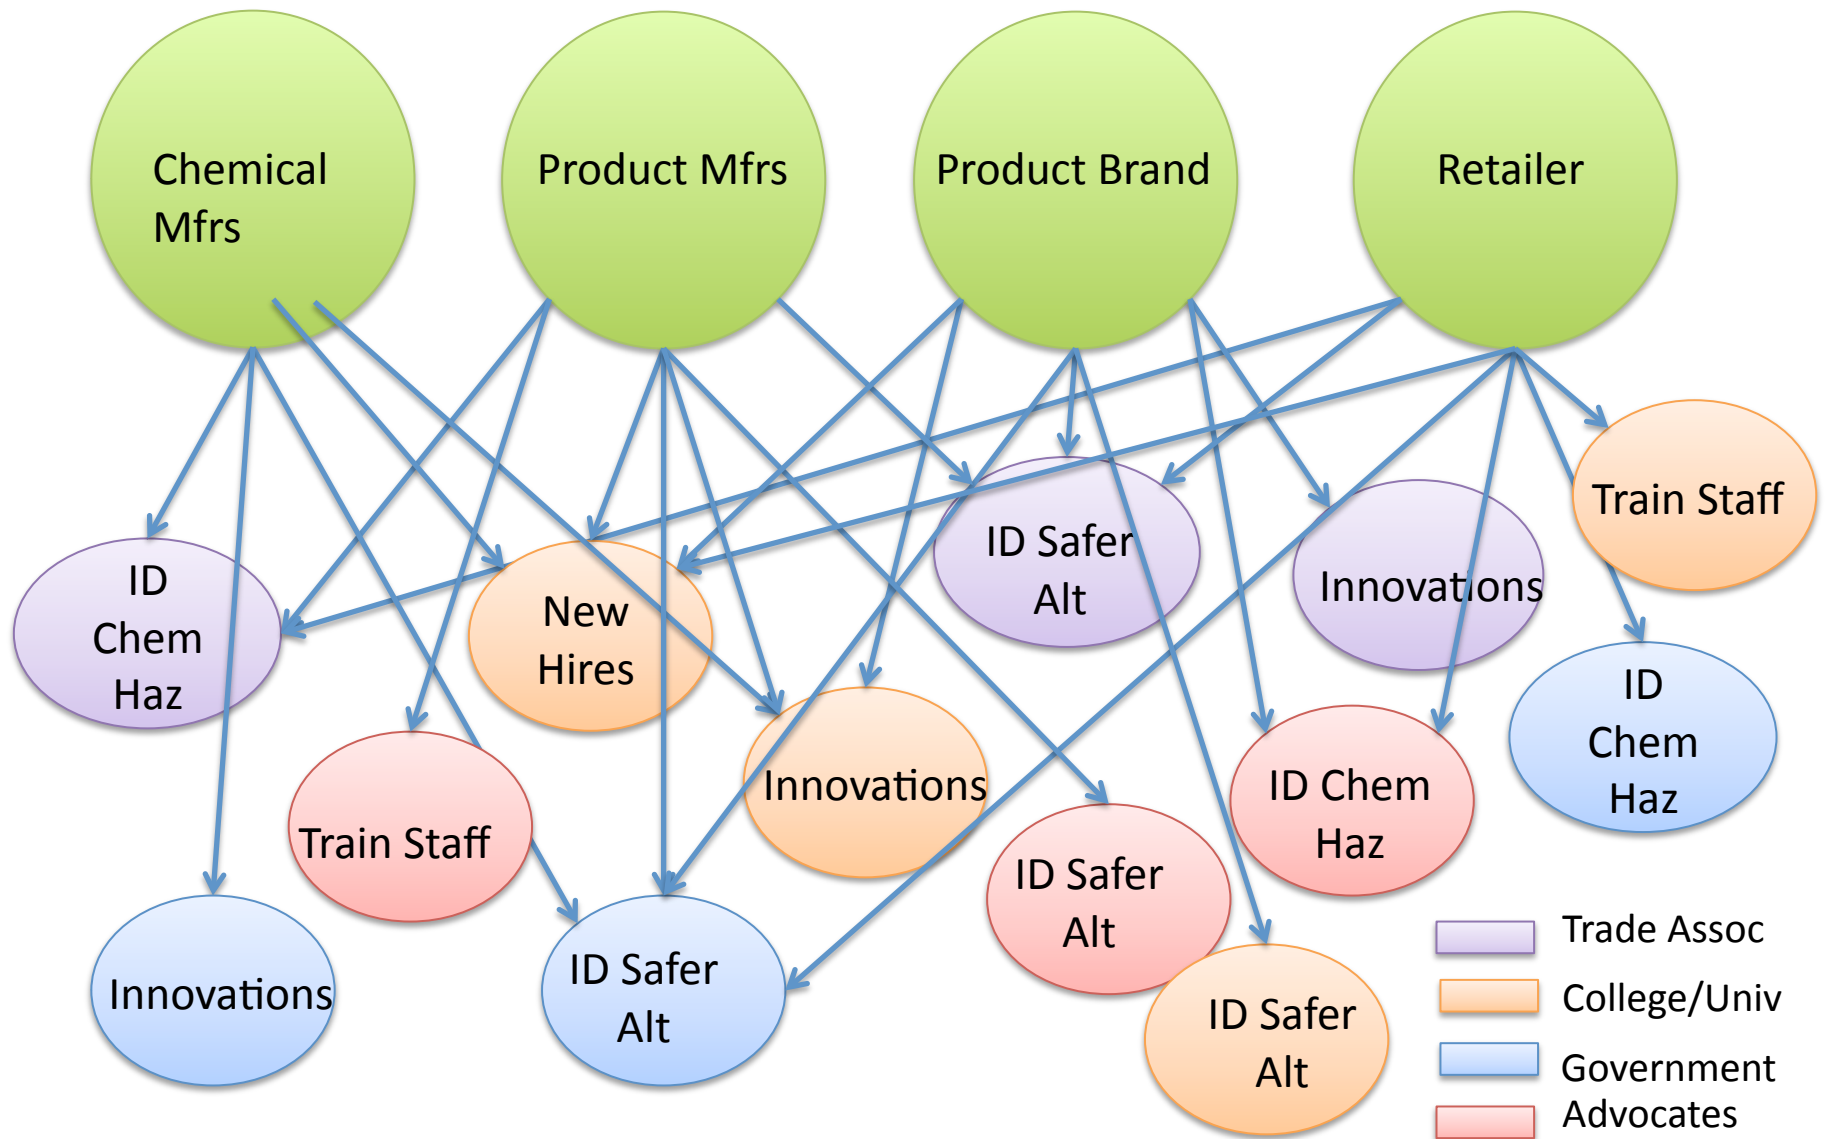 Chemical
Mfrs
Product Mfrs
Product Brand
Retailer
ID
Chem
Haz
New
Hires
ID Safer
Alt
Innovations
Train Staff
Train Staff
Innovations
ID Safer
Alt
ID Chem
Haz
ID
Chem
Haz
Innovations
ID Safer
Alt
ID Safer
Alt
Trade Assoc
College/Univ
Government
Advocates